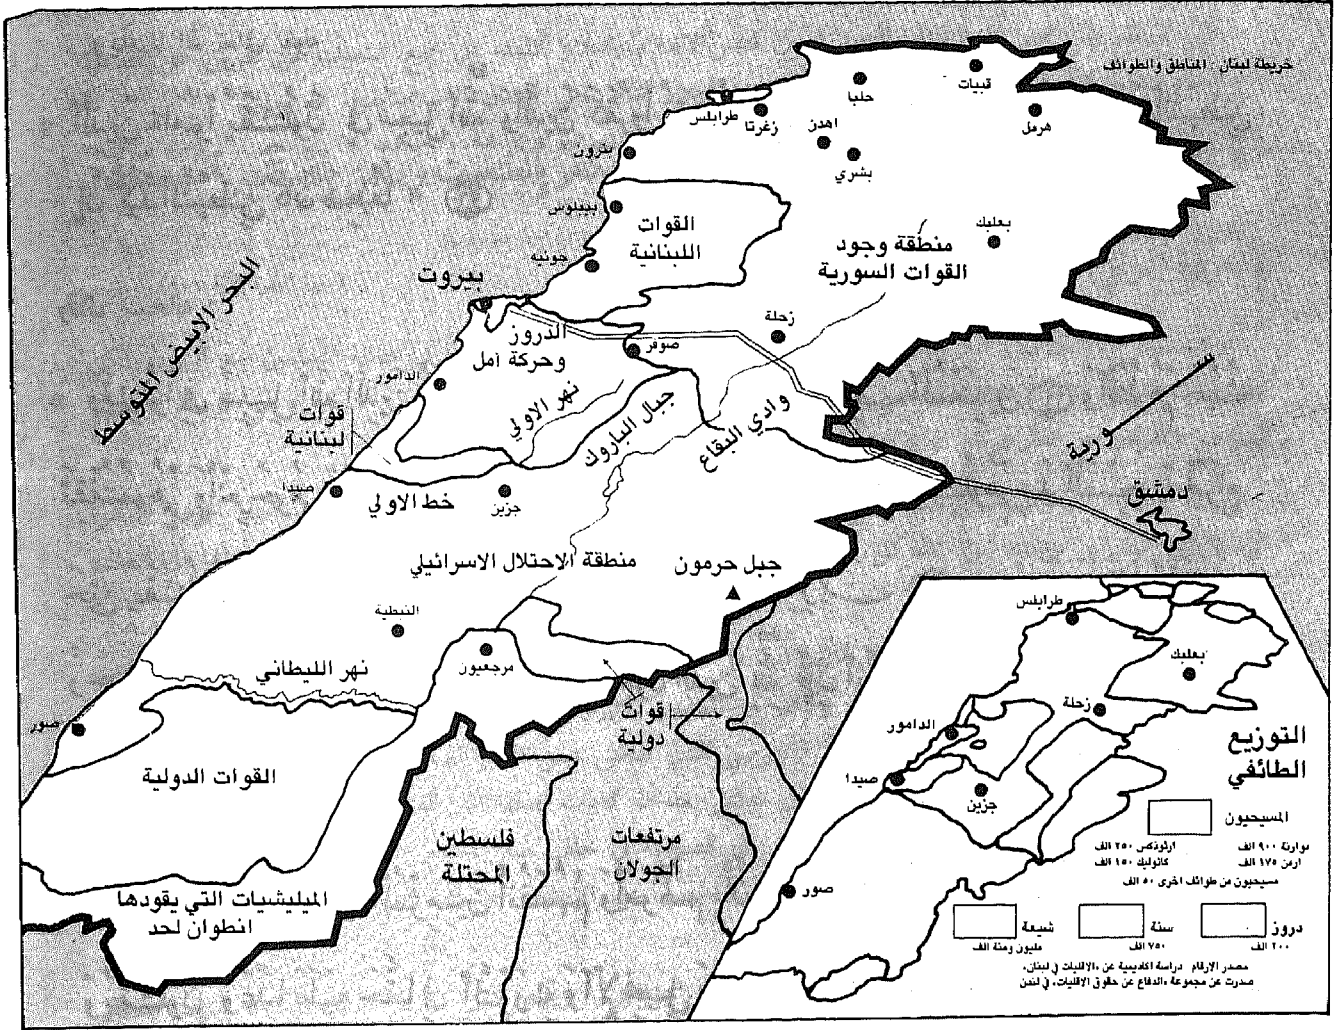 خريطة لبنان المناطق والطوائف
قبيات
حلبا
هرمل
طرابلس
زغرتا
اهدن
بشري
بترون
بيبلوس
القوات
اللبنانية
بعلبك
منطقة وجود
القوات السورية
جونيه
بيروت
البحر الابيض المتوسط
زحلة
الدروز
وحركة امل
صوفر
الدامور
نهر الاولي
جبال الباروك
وادي البقاع
سورية
قوات
لبنانية
دمشق
صيدا
خط الاولي
جزين
منطقة الاحتلال الاسرائيلي
جبل حرمون
النبطية
مرجعيون
نهر الليطاني
قوات
دولية
صور
القوات الدولية
فلسطين
المحتلة
مرتفعات
الجولان
الميليشيات التي يقودها
انطوان لحد
طرابلس
بعلبك
زحلة
الدامور
صيدا
جزين
صور
التوزيع
الطائفي
المسيحيون
موارنة ٩٠٠ الف ارثوذكس ٢٥٠ الف
ارمن ١٧٥ الف كاثوليك ١٥٠ الف
مسيحيون من طوائف اخرى ٥٠ الف
دروز سنة شيعة
٢٠٠ الف ٧٥٠ الف مليون ومئة الف
مصدر الارقام دراسة اكاديمية عن «الاقليات في لبنان»
صدرت عن مجموعة «الدفاع عن حقوق الاقليات» في لندن